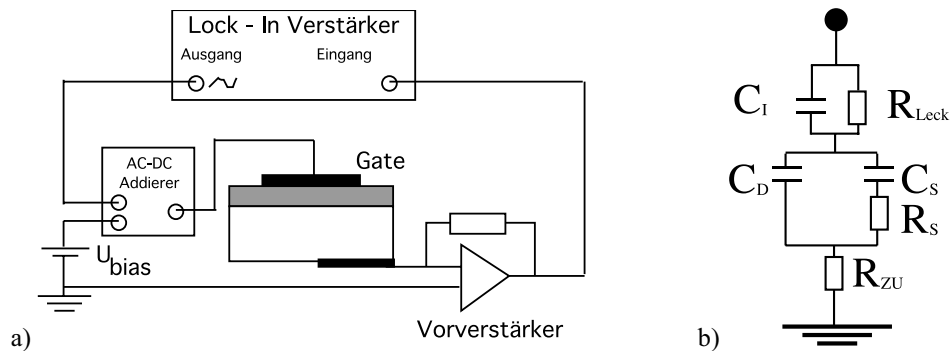 Lock - In Verstärker
Ausgang
Eingang
AC-DC
Addierer
Gate
U bias
Vorverstärker
a)
C I
R Leck
C D
C S
R S
R ZU
b)